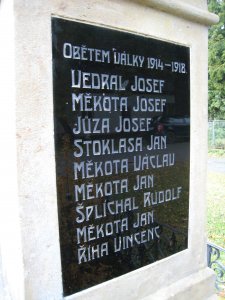 OBĚTEM VÁLKY 1914–1918.
VEDRAL JOSEF
MĚKOTA JOSEF
JŮZA JOSEF
STOKLASA JAN
MĚKOTA VÁCLAV
MĚKOTA JAN
ŠPLÍCHAL RUDOLF
MĚKOTA JAN
ŘÍHA VINCENC